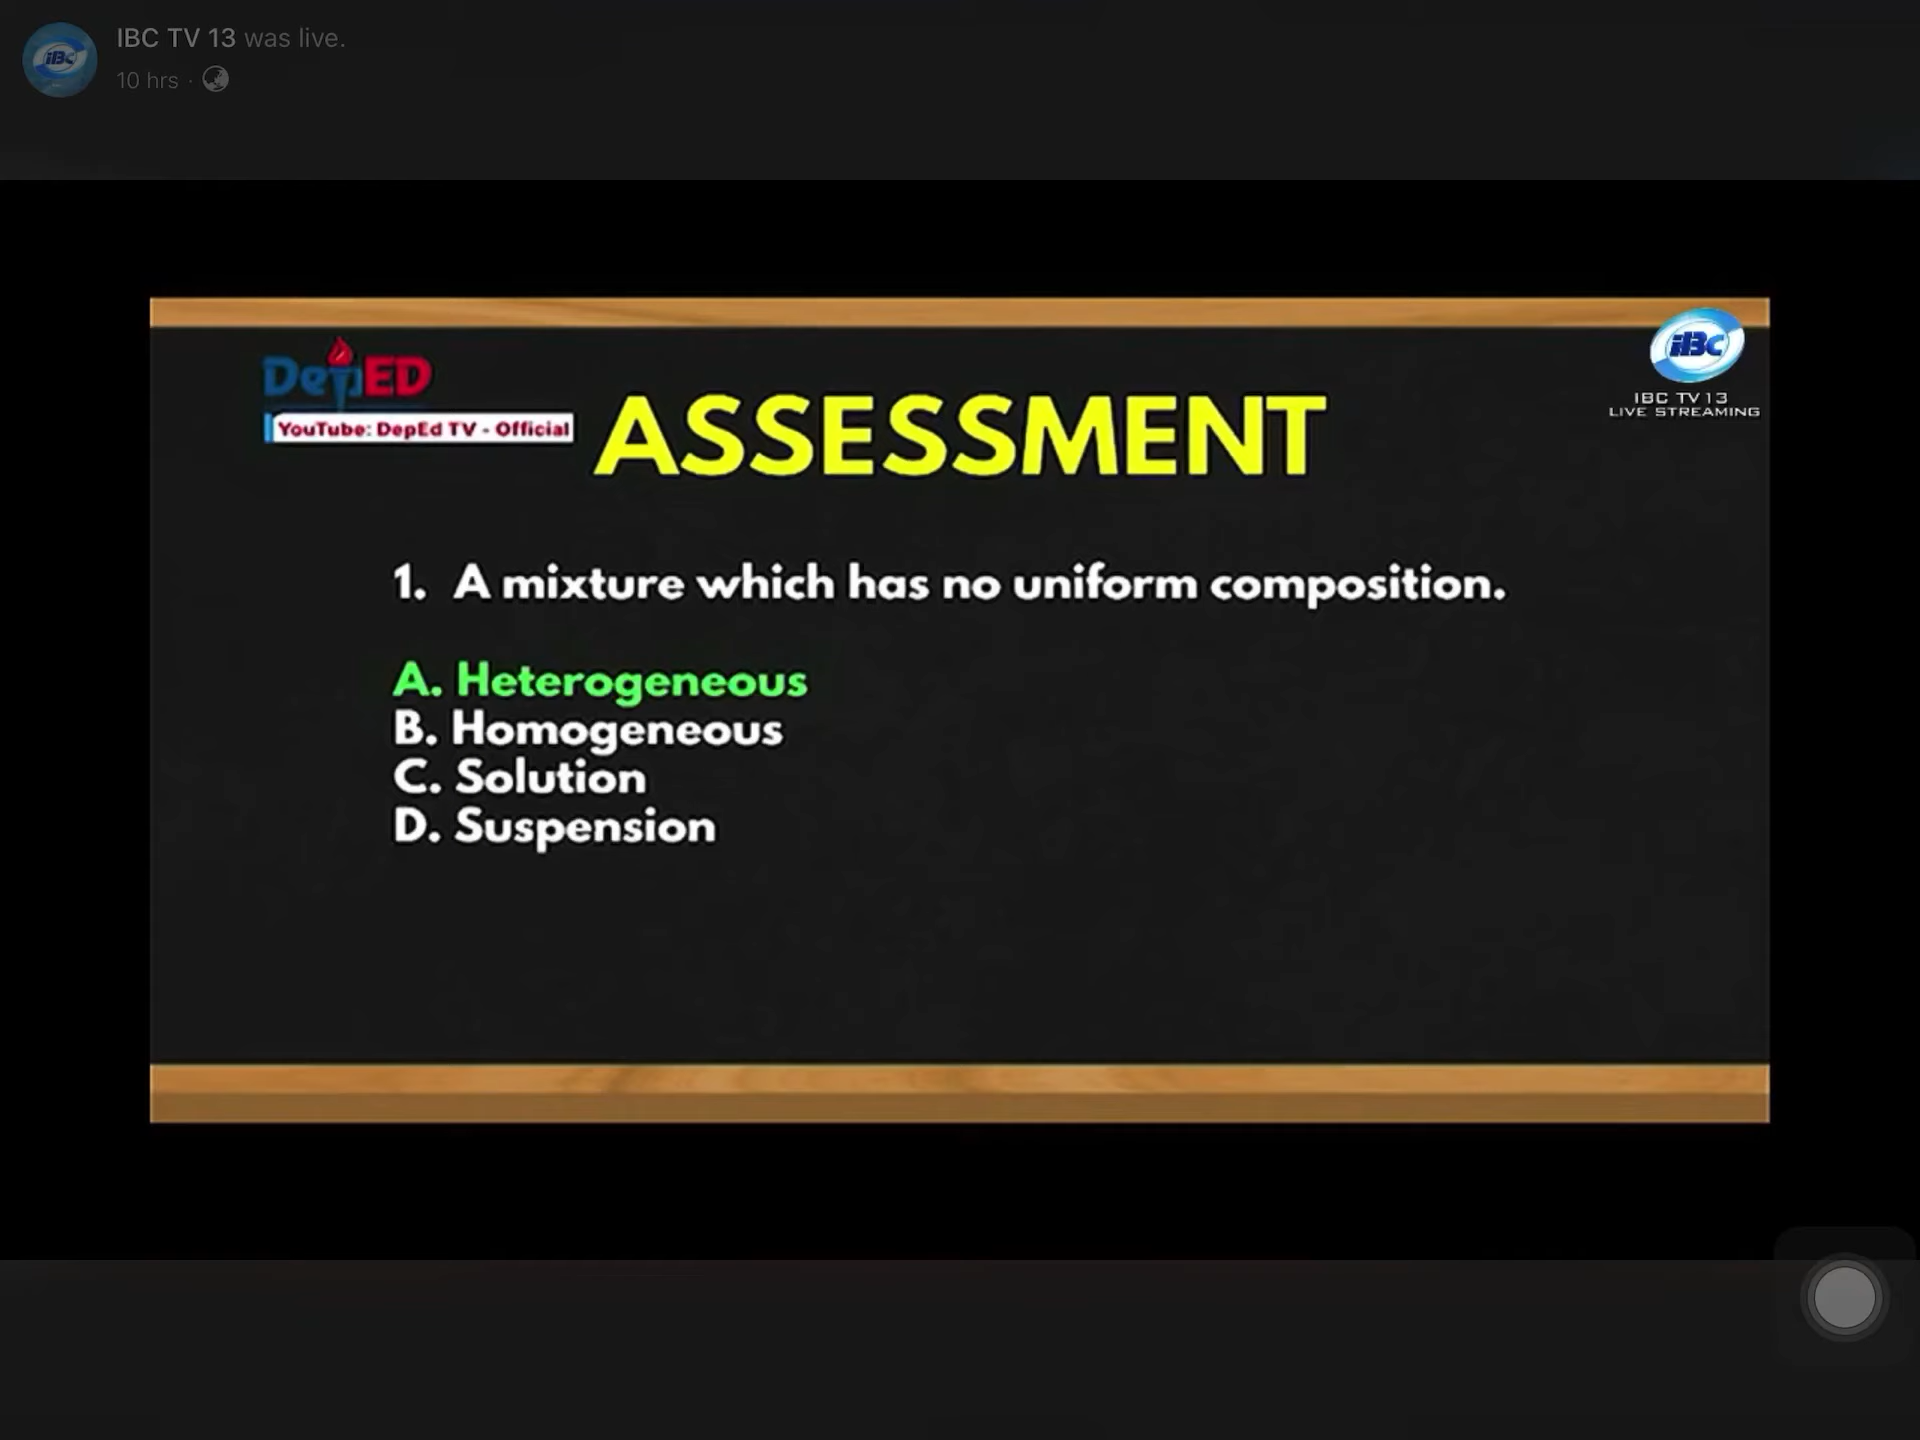 IBC TV 13 was live.
10 hrs ·
iBC
DepED
YouTube: DepEd TV - Official
iBC
IBC TV 13
LIVE STREAMING
ASSESSMENT
1. A mixture which has no uniform composition.
A. Heterogeneous
B. Homogeneous
C. Solution
D. Suspension